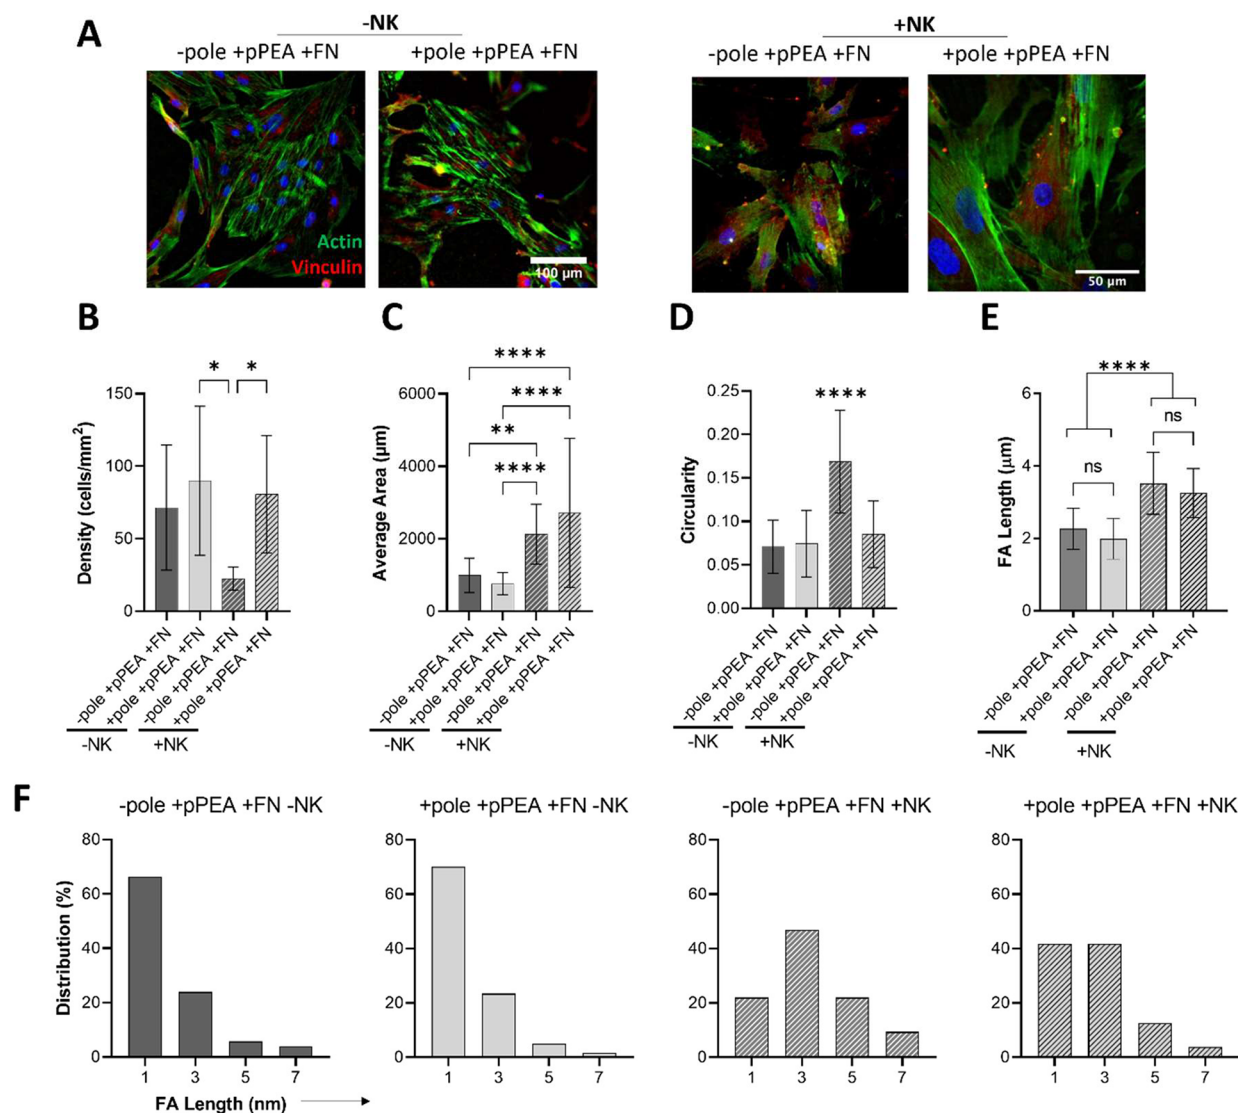 A
-NK
+NK
-pole +pPEA +FN
+pole +pPEA +FN
-pole +pPEA +FN
+pole +pPEA +FN
Actin
Vinculin
100 µm
50 µm
B
C
D
E
Density (cells/mm²)
150
100
50
0
* *
-pole +pPEA +FN
+pole +pPEA +FN
-pole +pPEA +FN
+pole +pPEA +FN
-NK
+NK
Average Area (µm)
6000
4000
2000
0
****
****
**
****
-pole +pPEA +FN
+pole +pPEA +FN
-pole +pPEA +FN
+pole +pPEA +FN
-NK
+NK
Circularity
0.25
0.20
0.15
0.10
0.05
0.00
****
-pole +pPEA +FN
+pole +pPEA +FN
-pole +pPEA +FN
+pole +pPEA +FN
-NK
+NK
FA Length (µm)
6
4
2
0
****
ns
ns
-pole +pPEA +FN
+pole +pPEA +FN
-pole +pPEA +FN
+pole +pPEA +FN
-NK
+NK
F
-pole +pPEA +FN -NK
Distribution (%)
80
60
40
20
0
1 3 5 7
FA Length (nm)
+pole +pPEA +FN -NK
80
60
40
20
0
1 3 5 7
-pole +pPEA +FN +NK
80
60
40
20
0
1 3 5 7
+pole +pPEA +FN +NK
80
60
40
20
0
1 3 5 7